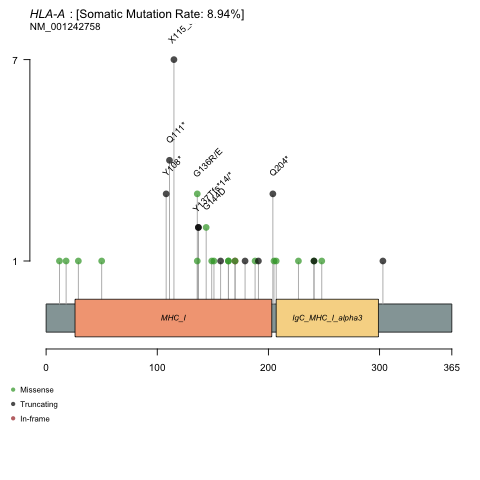 HLA-A : [Somatic Mutation Rate: 8.94%]
NM_001242758
7
1
X115_-
Q111*
Y108*
G136R/E
Y137Tfs*14/*
G144D
Q204*
MHC_I
IgC_MHC_I_alpha3
0
100
200
300
365
Missense
Truncating
In-frame